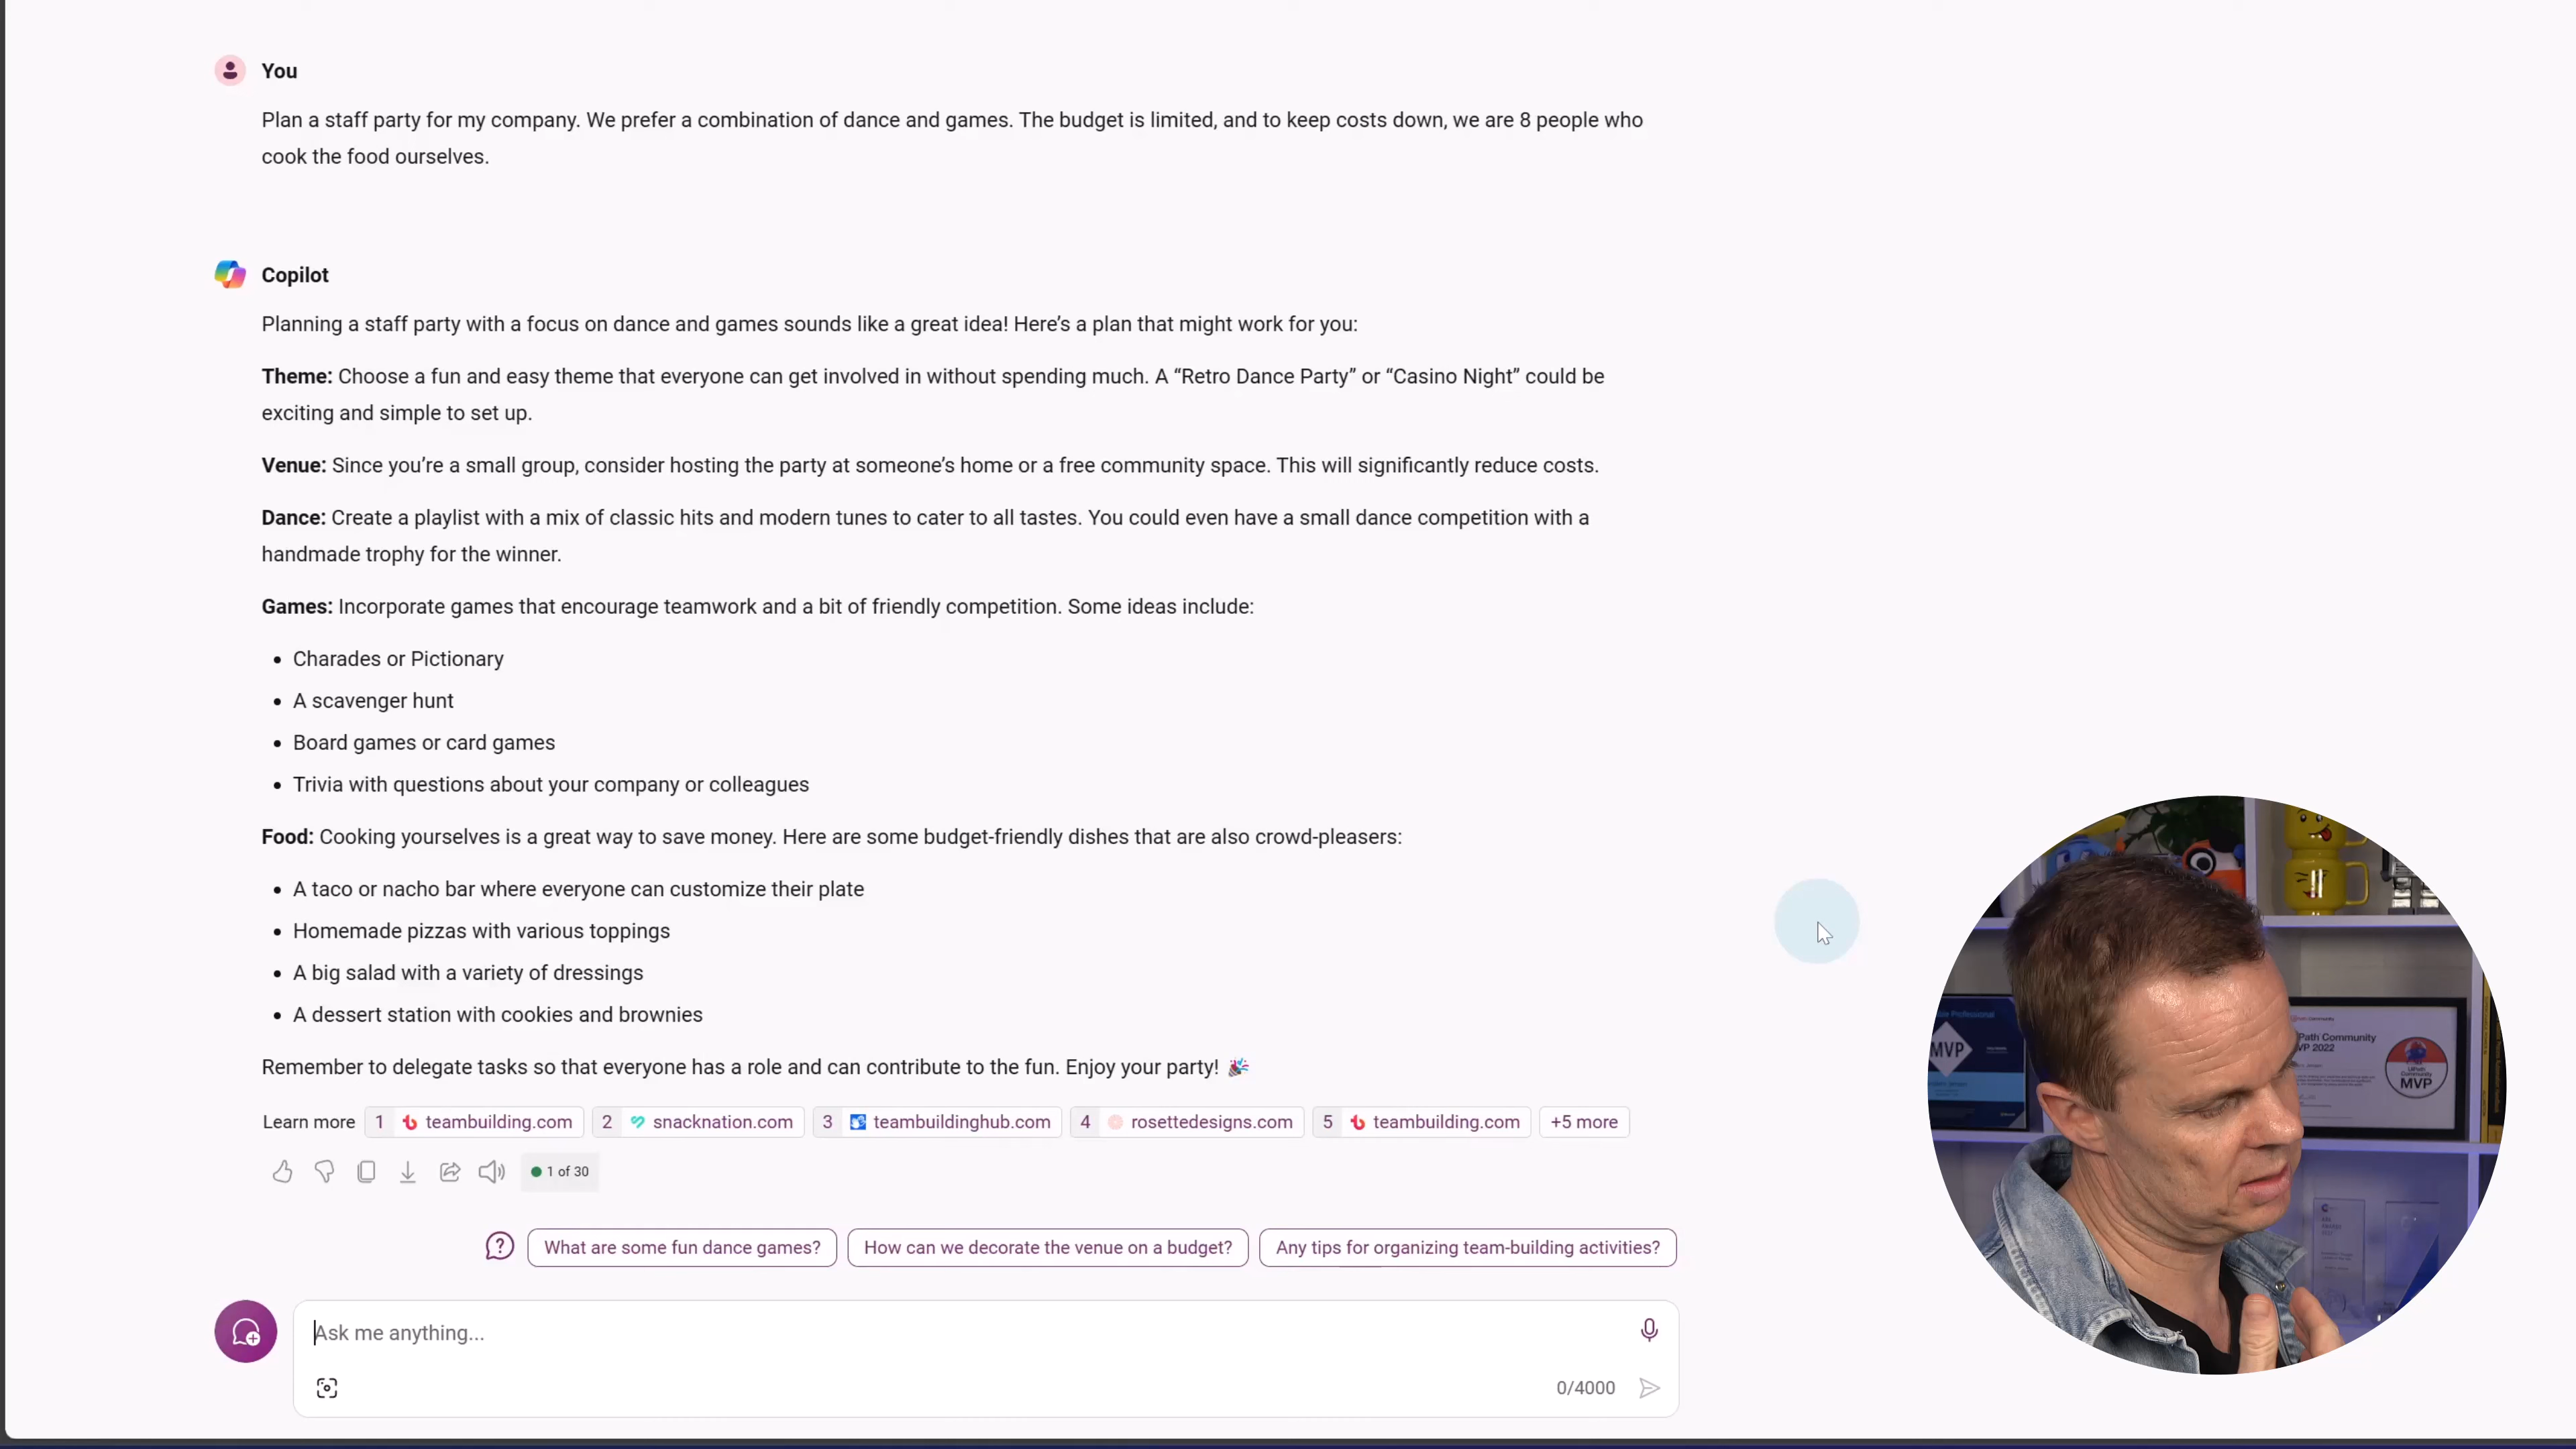 You
Plan a staff party for my company. We prefer a combination of dance and games. The budget is limited, and to keep costs down, we are 8 people who
cook the food ourselves.
Copilot
Planning a staff party with a focus on dance and games sounds like a great idea! Here’s a plan that might work for you:
Theme: Choose a fun and easy theme that everyone can get involved in without spending much. A “Retro Dance Party” or “Casino Night” could be
exciting and simple to set up.
Venue: Since you’re a small group, consider hosting the party at someone’s home or a free community space. This will significantly reduce costs.
Dance: Create a playlist with a mix of classic hits and modern tunes to cater to all tastes. You could even have a small dance competition with a
handmade trophy for the winner.
Games: Incorporate games that encourage teamwork and a bit of friendly competition. Some ideas include:
• Charades or Pictionary
• A scavenger hunt
• Board games or card games
• Trivia with questions about your company or colleagues
Food: Cooking yourselves is a great way to save money. Here are some budget-friendly dishes that are also crowd-pleasers:
• A taco or nacho bar where everyone can customize their plate
• Homemade pizzas with various toppings
• A big salad with a variety of dressings
• A dessert station with cookies and brownies
Remember to delegate tasks so that everyone has a role and can contribute to the fun. Enjoy your party! 🎉
Learn more 1 teambuilding.com 2 snacknation.com 3 teambuildinghub.com 4 rosettedesigns.com 5 teambuilding.com +5 more
1 of 30
What are some fun dance games? How can we decorate the venue on a budget? Any tips for organizing team-building activities?
Ask me anything...
0/4000
Professional
MVP
Path Community
VP 2022
MVP